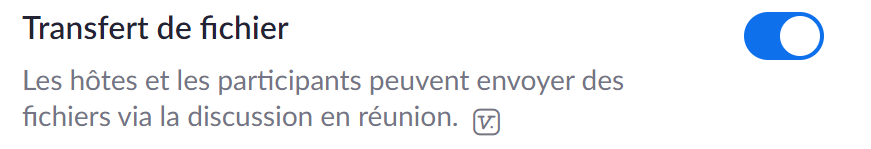 Transfert de fichier
Les hôtes et les participants peuvent envoyer des
fichiers via la discussion en réunion. V.